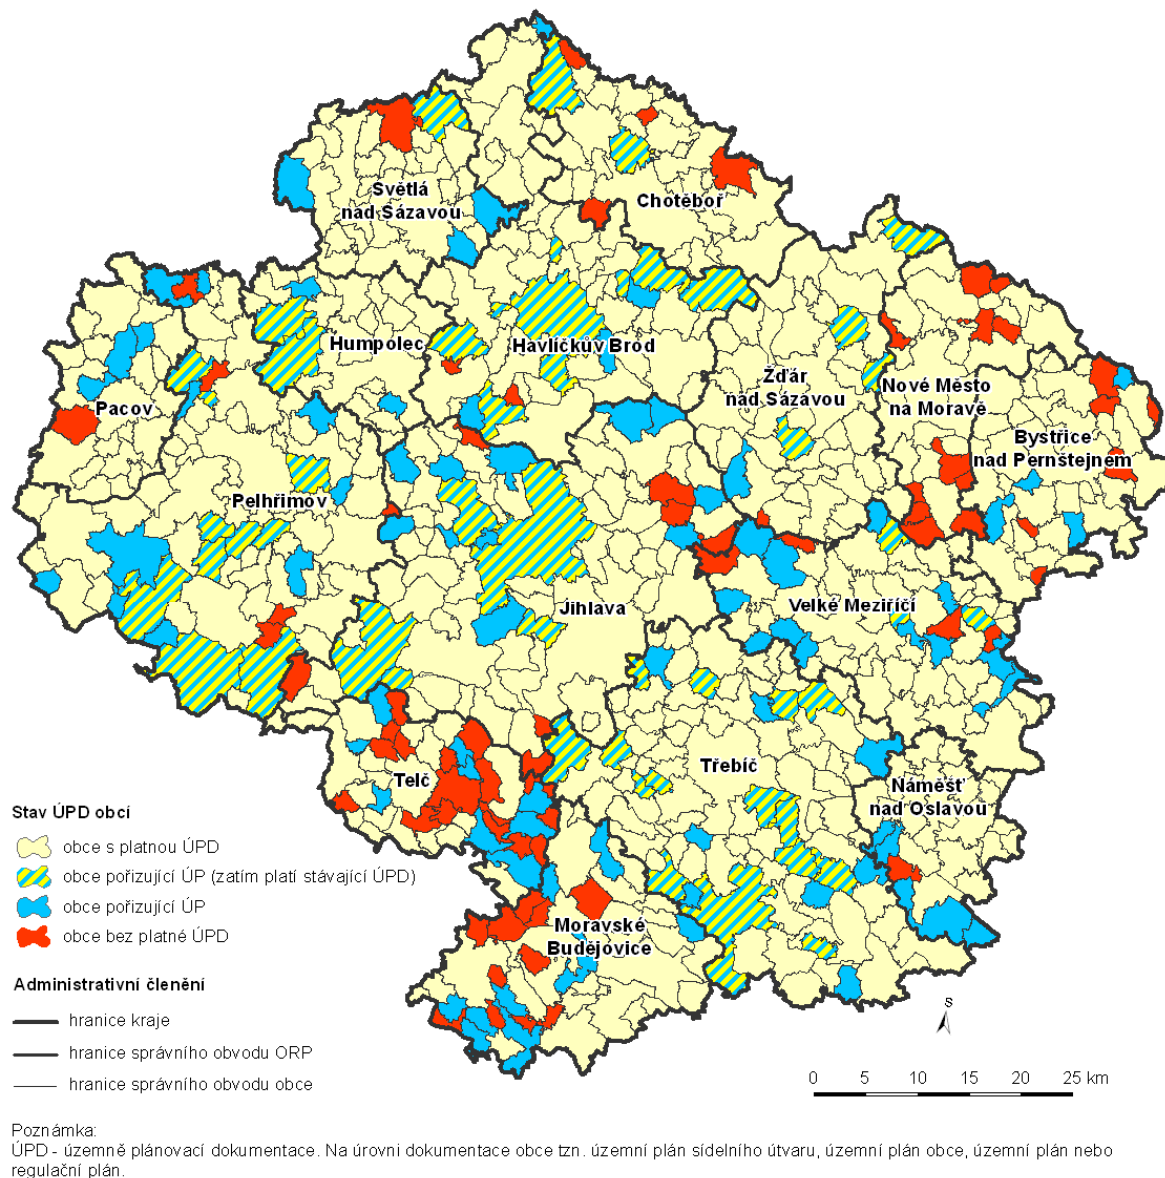 Světlá
nad Sázavou
Chotěboř
Humpolec
Havlíčkův Brod
Pacov
Žďár
nad Sázavou
Nové Město
na Moravě
Bystřice
nad Pernštejnem
Pelhřimov
Jihlava
Velké Meziříčí
Telč
Třebíč
Náměšť
nad Oslavou
Moravské
Budějovice
Stav ÚPD obcí
obce s platnou ÚPD
obce pořizující ÚP (zatím platí stávající ÚPD)
obce pořizující ÚP
obce bez platné ÚPD
Administrativní členění
hranice kraje
hranice správního obvodu ORP
hranice správního obvodu obce
S
0 5 10 15 20 25 km
Poznámka:
ÚPD - územně plánovací dokumentace. Na úrovni dokumentace obce tzn. územní plán sídelního útvaru, územní plán obce, územní plán nebo
regulační plán.